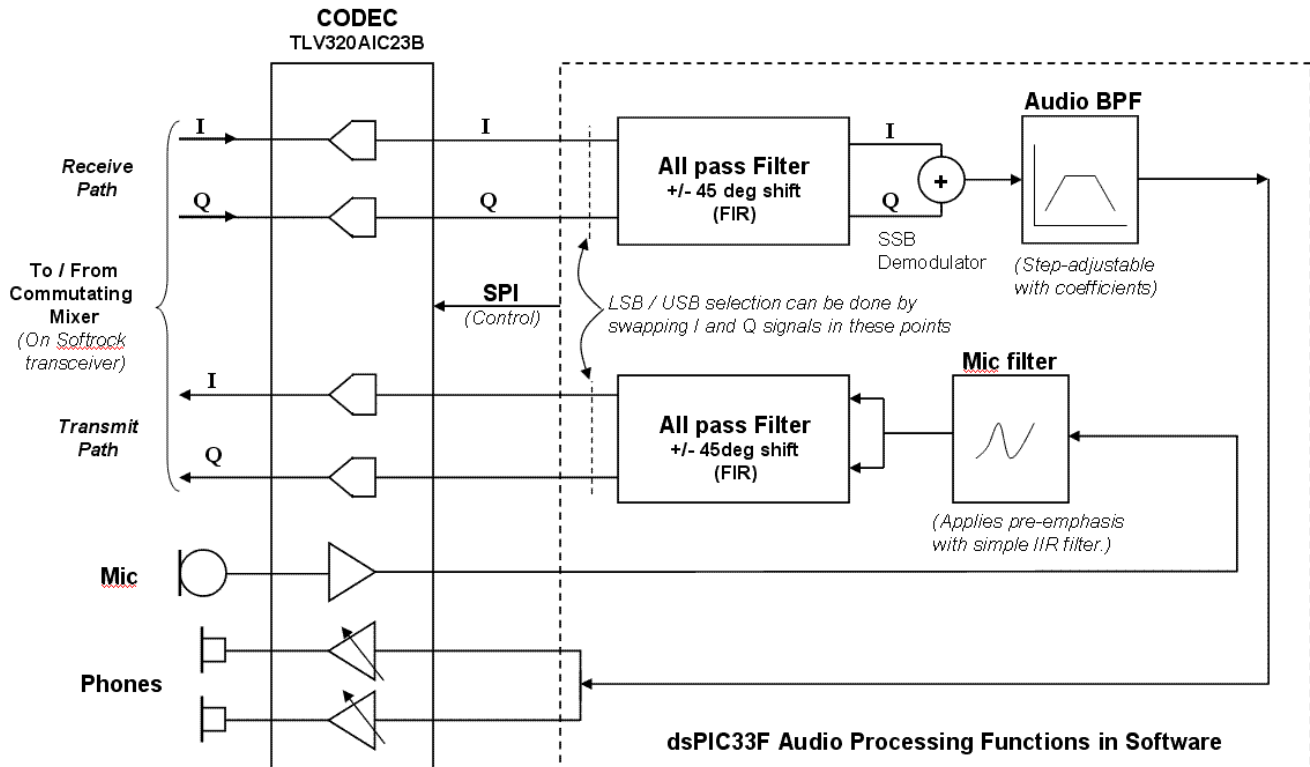 CODEC
TLV320AIC23B
Audio BPF
I
I
I
Receive
Path
All pass Filter
+/- 45 deg shift
(FIR)
+
Q
Q
Q
SSB
Demodulator
(Step-adjustable
with coefficients)
To / From
Commutating
Mixer
(On Softrock
transceiver)
SPI
(Control)
LSB / USB selection can be done by
swapping I and Q signals in these points
Mic filter
I
Transmit
Path
All pass Filter
+/- 45deg shift
(FIR)
Q
(Applies pre-emphasis
with simple IIR filter.)
Mic
Phones
dsPIC33F Audio Processing Functions in Software